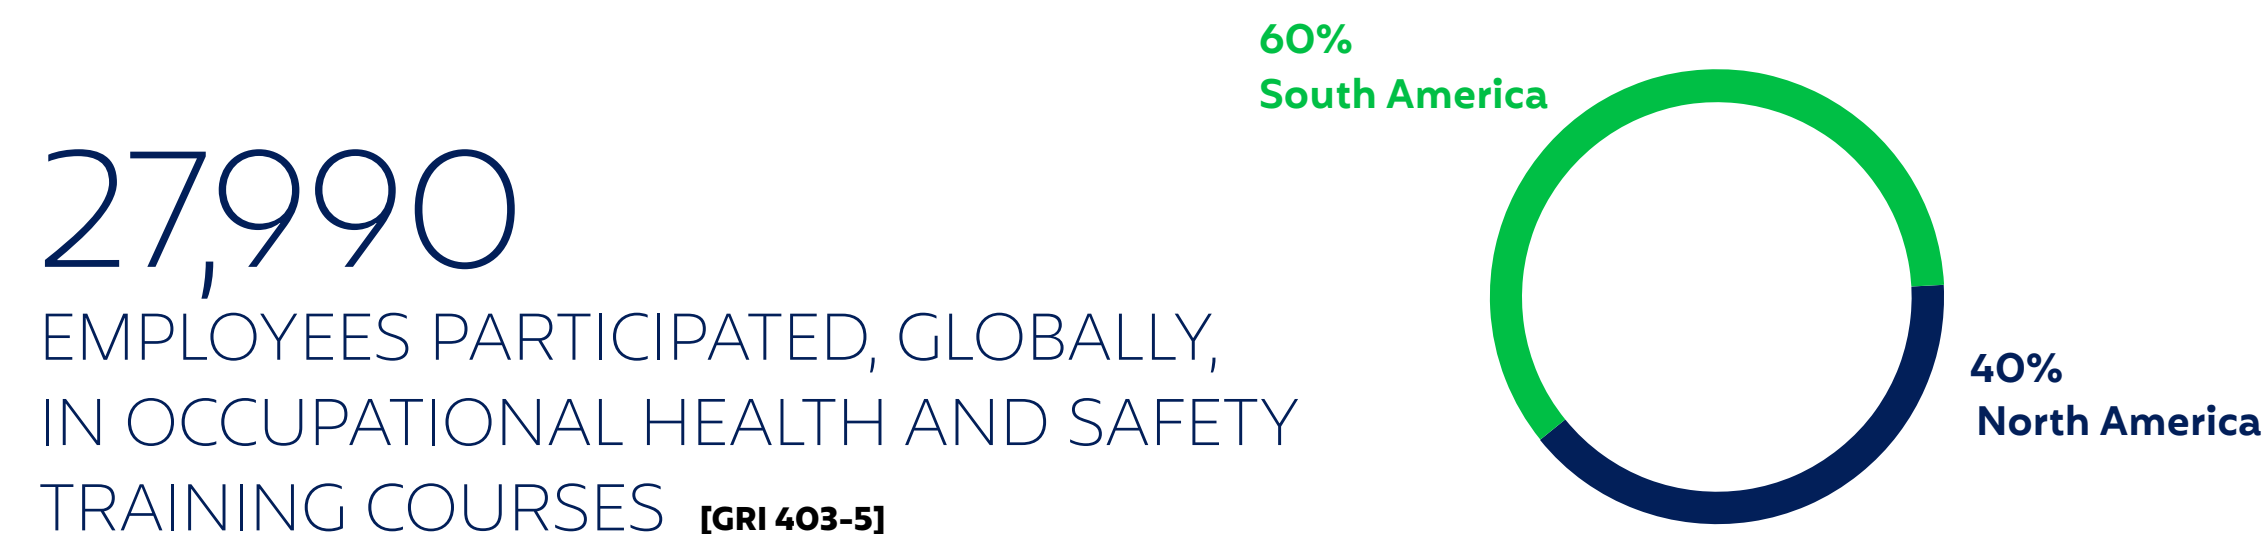 27,990
EMPLOYEES PARTICIPATED, GLOBALLY,
IN OCCUPATIONAL HEALTH AND SAFETY
TRAINING COURSES [GRI 403-5]
60%
South America
40%
North America